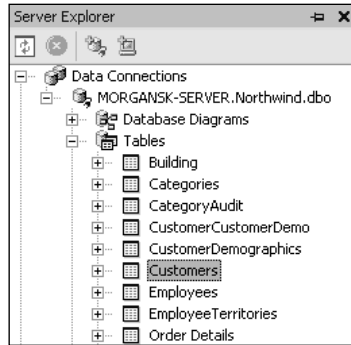 Server Explorer
Data Connections
MORGANSK-SERVER.Northwind.dbo
Database Diagrams
Tables
Building
Categories
CategoryAudit
CustomerCustomerDemo
CustomerDemographics
Customers
Employees
EmployeeTerritories
Order Details